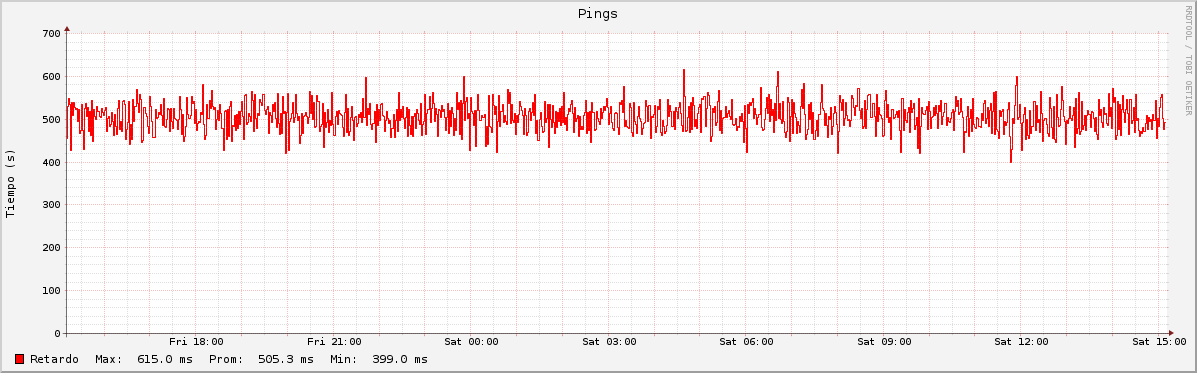 Pings
RRDTOOL / TOBI OETIKER
Tiempo (s)
700
600
500
400
300
200
100
0
Fri 18:00 Fri 21:00 Sat 00:00 Sat 03:00 Sat 06:00 Sat 09:00 Sat 12:00 Sat 15:00
Retardo Max: 615.0 ms Prom: 505.3 ms Min: 399.0 ms